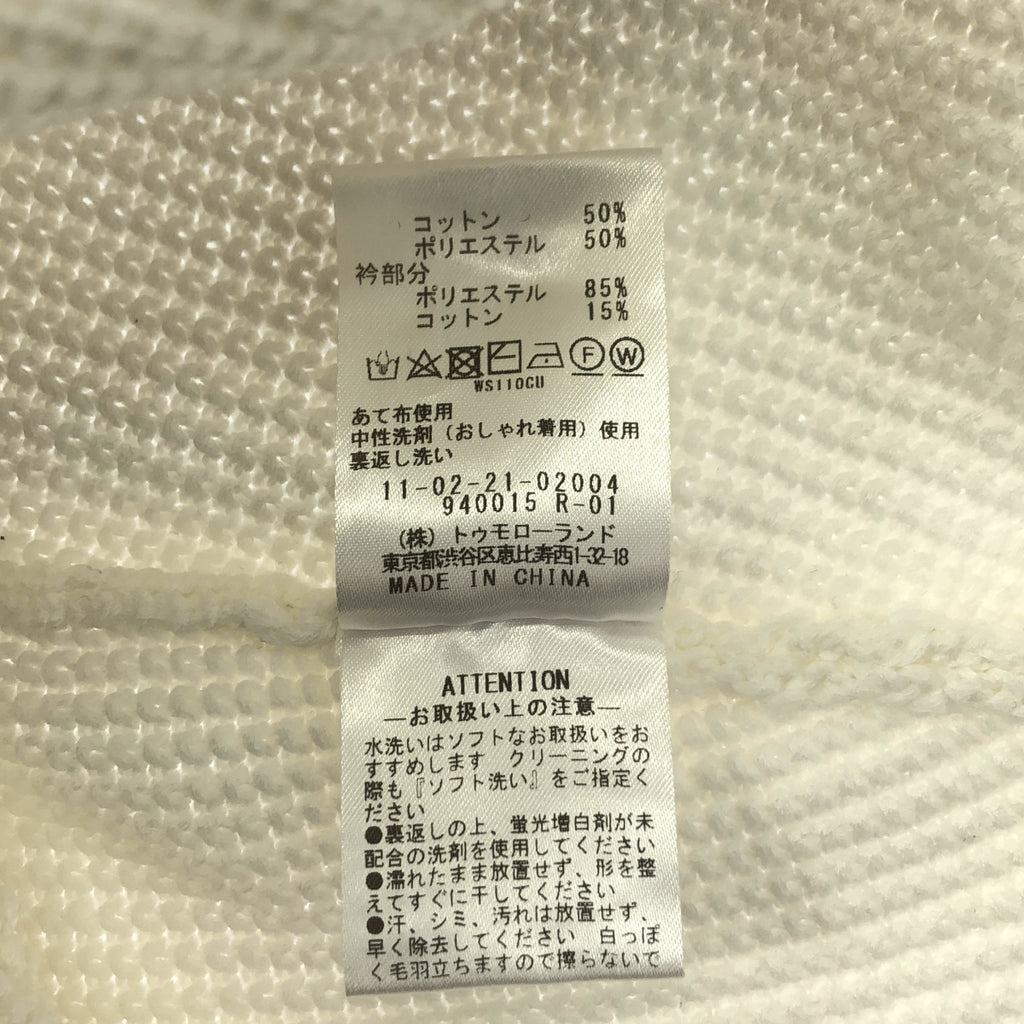 コットン 50%
ポリエステル 50%
衿部分
ポリエステル 85%
コットン 15%
F W
WS110CU
あて布使用
中性洗剤（おしゃれ着用）使用
裏返し洗い
11-02-21-02004
940015 R-01
（株）トゥモローランド
東京都渋谷区恵比寿西1-32-18
MADE IN CHINA
ATTENTION
—お取扱い上の注意—
水洗いはソフトなお取扱いをお
すすめします クリーニングの
際も『ソフト洗い』をご指定く
ださい
●裏返しの上、蛍光増白剤が未
配合の洗剤を使用してください
●濡れたまま放置せず、形を整
えてすぐに干してください
●汗、シミ、汚れは放置せず、
早く除去してください 白っぽ
く毛羽立ちますので擦らないで